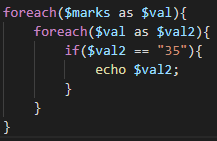 foreach($marks as $val){
    foreach($val as $val2){
        if($val2 == "35"){
            echo $val2;
        }
    }
}